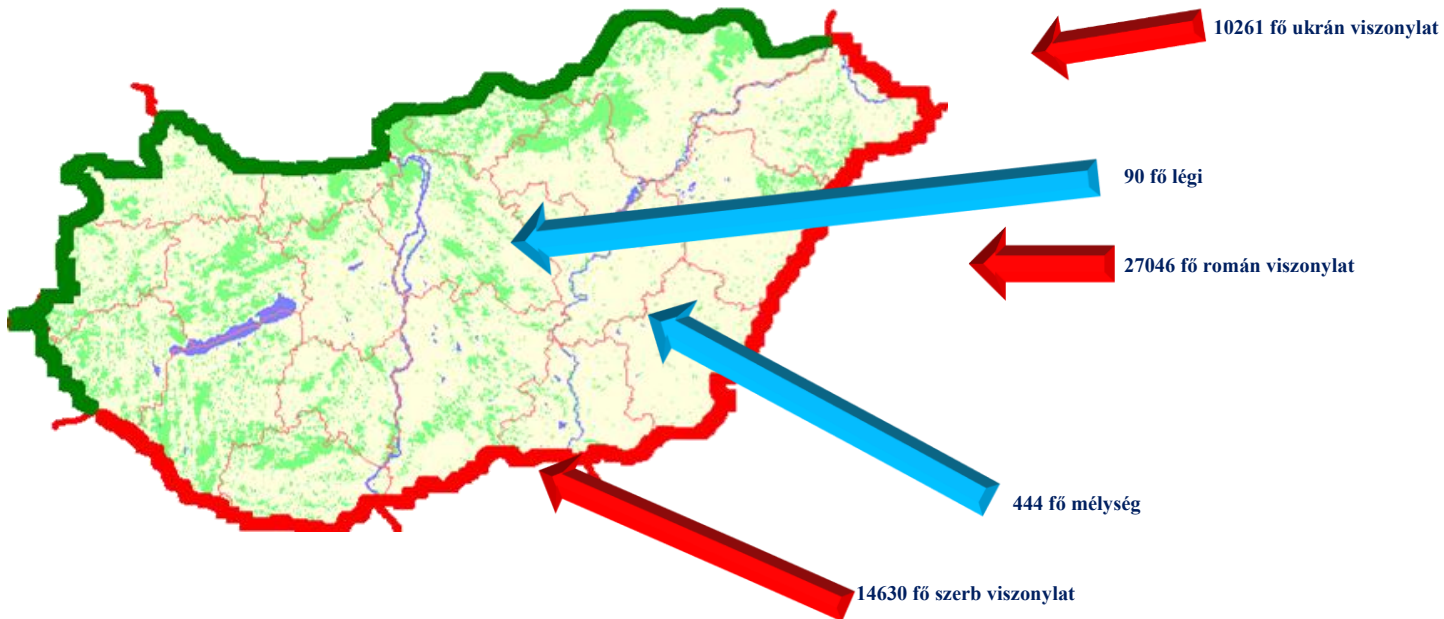 10261 fő ukrán viszonylat
90 fő légi
27046 fő román viszonylat
444 fő mélység
14630 fő szerb viszonylat